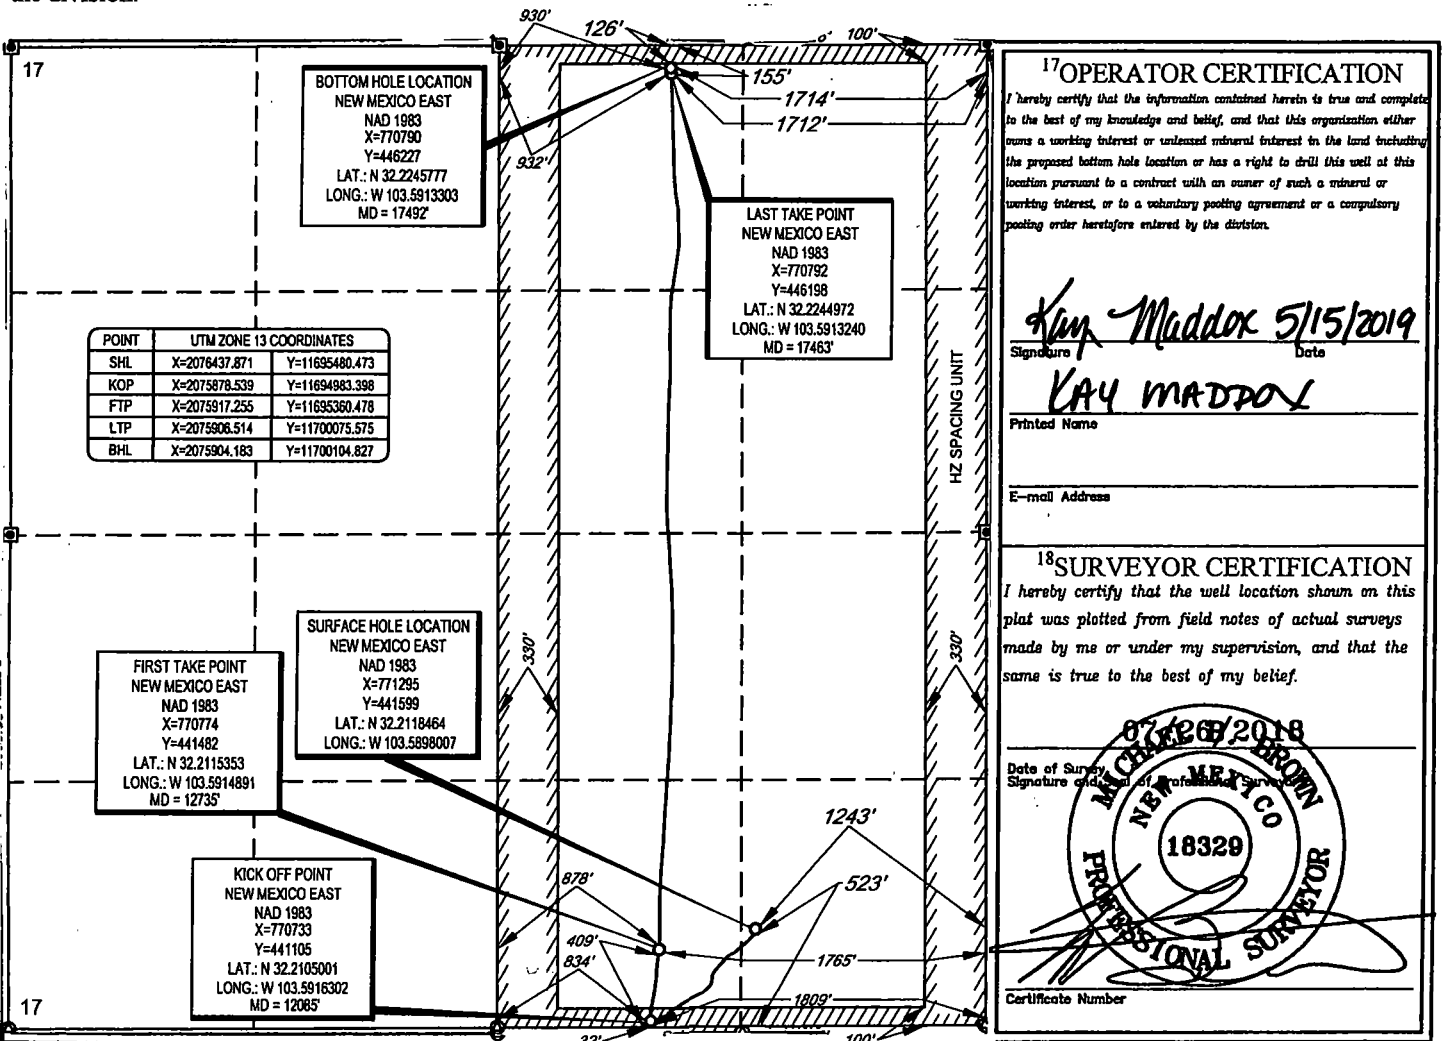 17
930'
126'
100'
155'
1714'
1712'
932'
BOTTOM HOLE LOCATION
NEW MEXICO EAST
NAD 1983
X=770790
Y=446227
LAT.: N 32.2245777
LONG.: W 103.5913303
MD = 17492'
LAST TAKE POINT
NEW MEXICO EAST
NAD 1983
X=770792
Y=446198
LAT.: N 32.2244972
LONG.: W 103.5913240
MD = 17463'
POINT UTM ZONE 13 COORDINATES
SHL X=2076437.871 Y=11695480.473
KOP X=2075878.539 Y=11694983.398
FTP X=2075917.255 Y=11695360.478
LTP X=2075906.514 Y=11700075.575
BHL X=2075904.183 Y=11700104.827
HZ SPACING UNIT
330'
330'
SURFACE HOLE LOCATION
NEW MEXICO EAST
NAD 1983
X=771295
Y=441599
LAT.: N 32.2118464
LONG.: W 103.5898007
FIRST TAKE POINT
NEW MEXICO EAST
NAD 1983
X=770774
Y=441482
LAT.: N 32.2115353
LONG.: W 103.5914891
MD = 12735'
KICK OFF POINT
NEW MEXICO EAST
NAD 1983
X=770733
Y=441105
LAT.: N 32.2105001
LONG.: W 103.5916302
MD = 12085'
1243'
523'
878'
409'
834'
1765'
1809'
33'
100'
17
17 OPERATOR CERTIFICATION
I hereby certify that the information contained herein is true and complete
to the best of my knowledge and belief, and that this organization either
owns a working interest or unleased mineral interest in the land including
the proposed bottom hole location or has a right to drill this well at this
location pursuant to a contract with an owner of such a mineral or
working interest, or to a voluntary pooling agreement or a compulsory
pooling order heretofore entered by the division.
Kay Maddox 5/15/2019
Signature Date
KAY MADDOX
Printed Name
E-mail Address
18 SURVEYOR CERTIFICATION
I hereby certify that the well location shown on this
plat was plotted from field notes of actual surveys
made by me or under my supervision, and that the
same is true to the best of my belief.
07/26/2018
Date of Survey
Signature and Seal of Professional Surveyor
MICHAEL B. BROWN
NEW MEXICO
18329
PROFESSIONAL SURVEYOR
Certificate Number